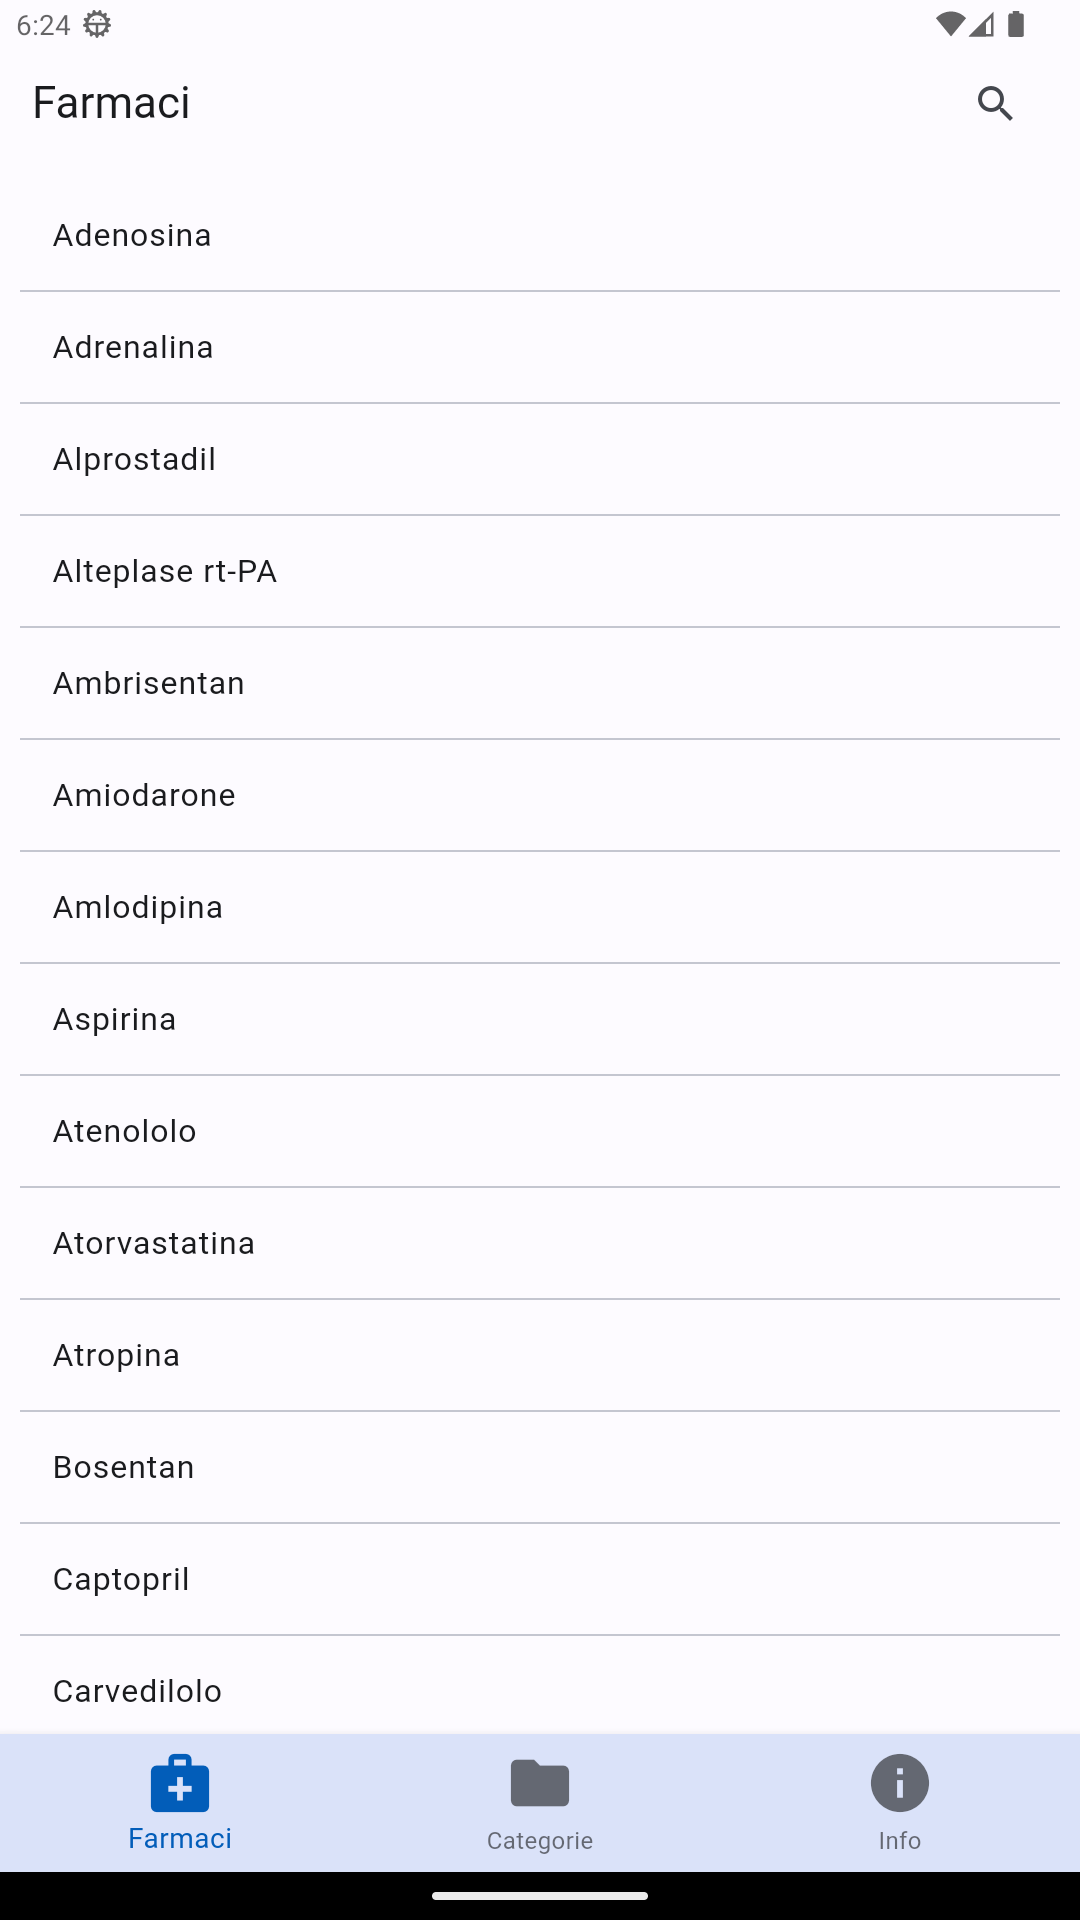 6:24
Farmaci
Adenosina
Adrenalina
Alprostadil
Alteplase rt-PA
Ambrisentan
Amiodarone
Amlodipina
Aspirina
Atenololo
Atorvastatina
Atropina
Bosentan
Captopril
Carvedilolo
Farmaci
Categorie
Info